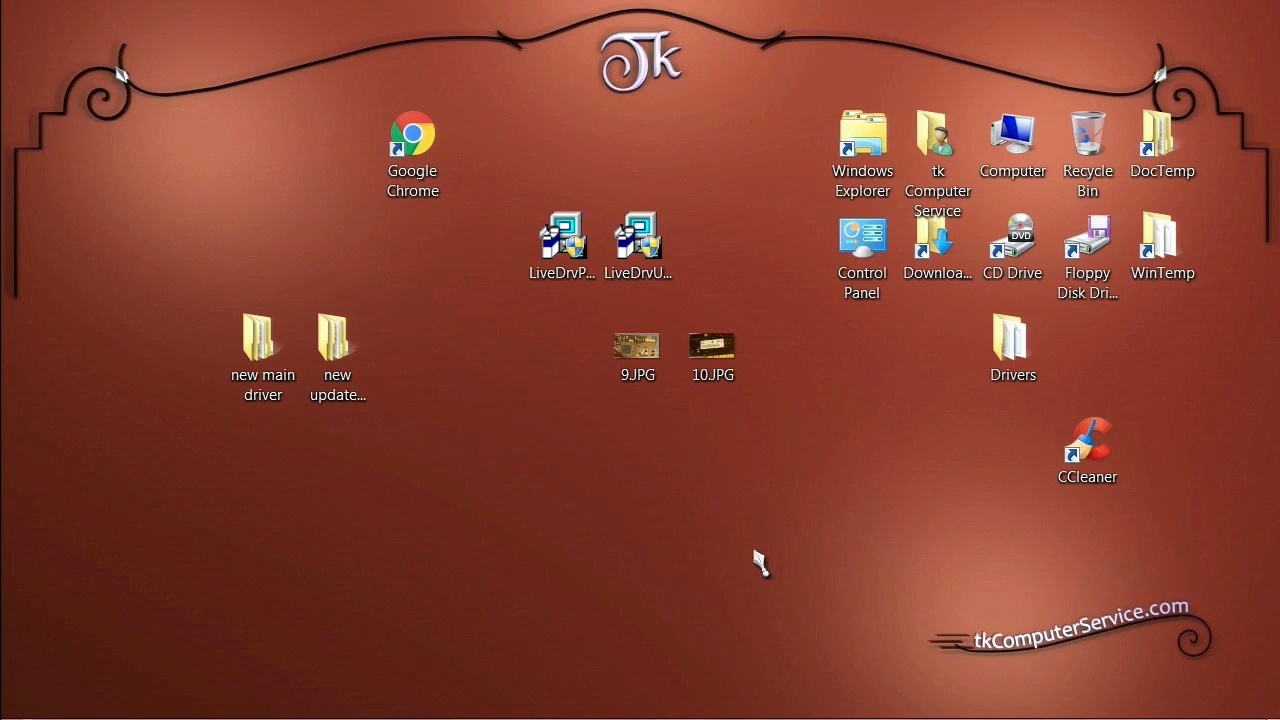 Tk
Google
Chrome
Windows
Explorer
tk
Computer
Service
Computer
Recycle
Bin
DocTemp
LiveDrvP...
LiveDrvU...
Control
Panel
Downloa...
DVD
CD Drive
Floppy
Disk Dri...
WinTemp
new main
driver
new
update...
9.JPG
10.JPG
Drivers
CCleaner
tkComputerService.com